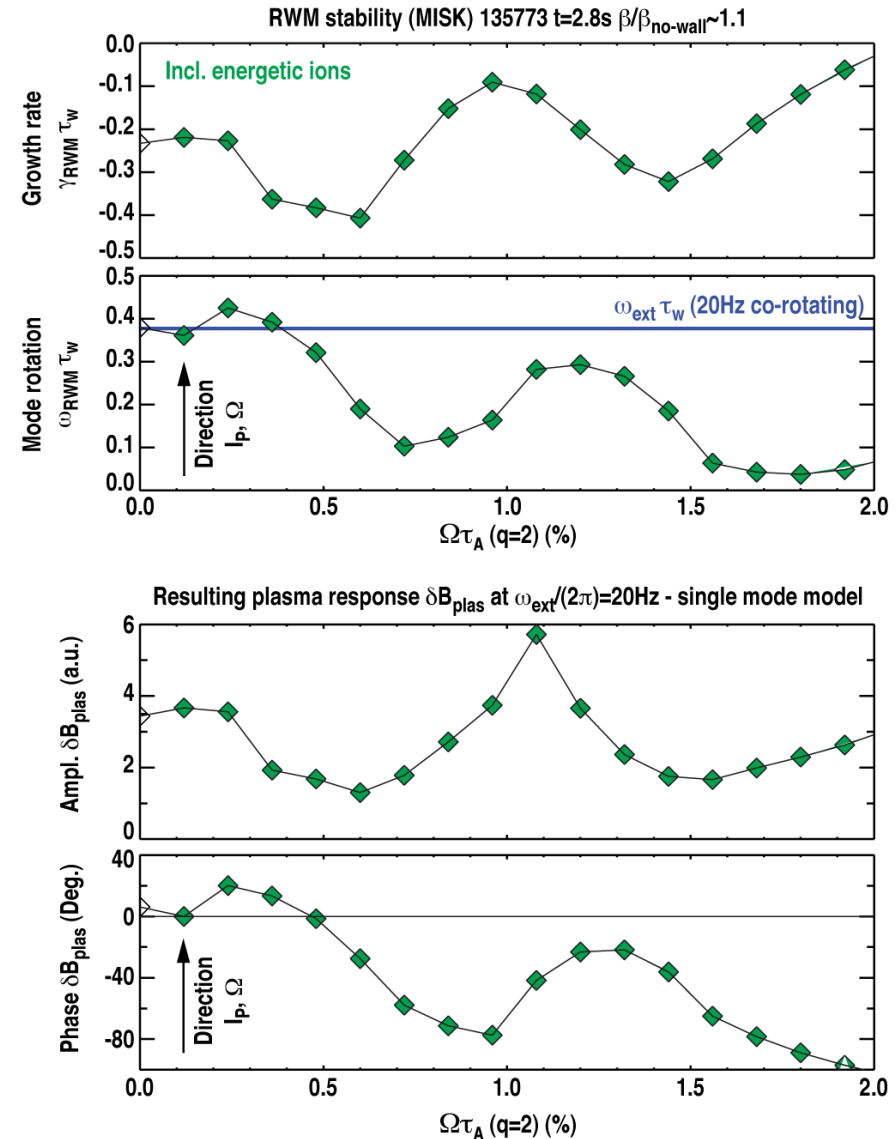 RWM stability (MISK) 135773 t=2.8s β/βno-wall~1.1
Growth rate
γRWM τw
0.0
-0.1
-0.2
-0.3
-0.4
-0.5
Incl. energetic ions
Mode rotation
ωRWM τw
0.5
0.4
0.3
0.2
0.1
0.0
ωext τw (20Hz co-rotating)
Direction
IP, Ω
0.0 0.5 1.0 1.5 2.0
ΩτA (q=2) (%)
Resulting plasma response δBplas at ωext/(2π)=20Hz - single mode model
Ampl. δBplas (a.u.)
6
4
2
0
Phase δBplas (Deg.)
40
0
-40
-80
Direction
IP, Ω
0.0 0.5 1.0 1.5 2.0
ΩτA (q=2) (%)